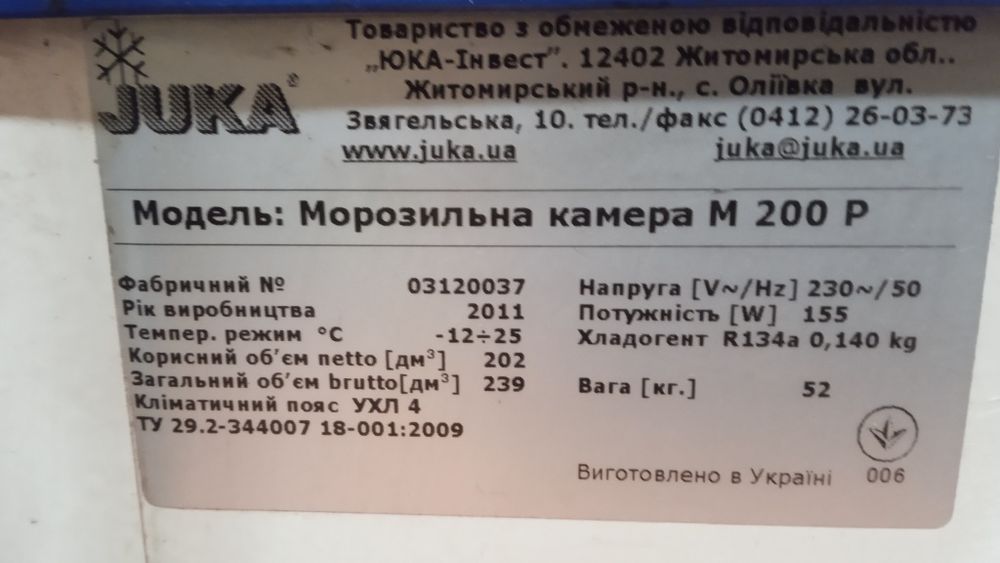 JUKA®
Товариство з обмеженою відповідальністю
„ЮКА-Інвест”. 12402 Житомирська обл..
Житомирський р-н., с. Оліївка вул.
Звягельська, 10. тел./факс (0412) 26-03-73
www.juka.ua juka@juka.ua
Модель: Морозильна камера М 200 Р
Фабричний № 03120037
Рік виробництва 2011
Темпер. режим °С -12÷25
Корисний об’єм netto [дм³] 202
Загальний об’єм brutto[дм³] 239
Кліматичний пояс УХЛ 4
ТУ 29.2-344007 18-001:2009
Напруга [V~/Hz] 230~/50
Потужність [W] 155
Хладогент R134a 0,140 kg
Вага [кг.] 52
Виготовлено в Україні 006